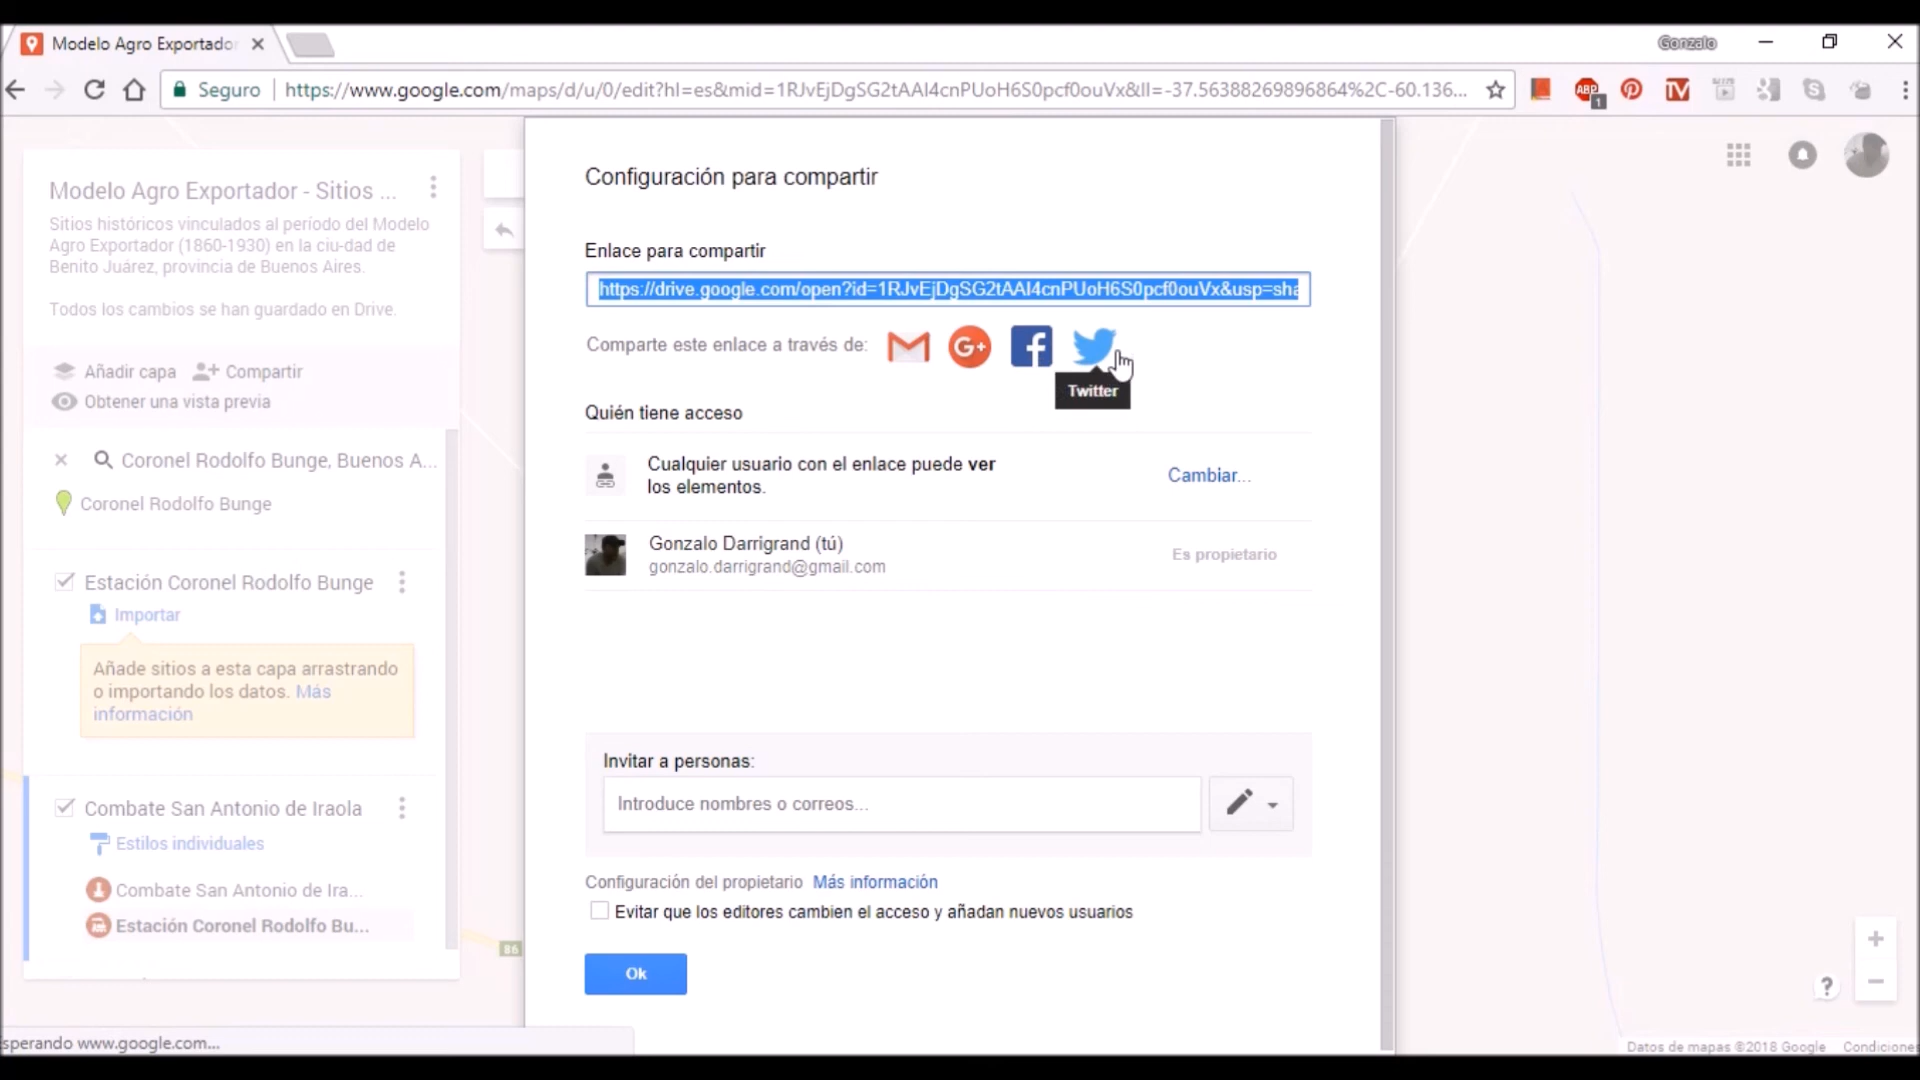 Modelo Agro Exportador
Gonzalo
Seguro
https://www.google.com/maps/d/u/0/edit?hl=es&mid=1RJvEjDgSG2tAAI4cnPUoH6S0pcf0ouVx&ll=-37.56388269896864%2C-60.136...
ABP
1
Modelo Agro Exportador - Sitios ...
Sitios históricos vinculados al período del Modelo
Agro Exportador (1860-1930) en la ciu-dad de
Benito Juárez, provincia de Buenos Aires.
Todos los cambios se han guardado en Drive.
Añadir capa
Compartir
Obtener una vista previa
Coronel Rodolfo Bunge, Buenos A...
Coronel Rodolfo Bunge
Estación Coronel Rodolfo Bunge
Importar
Añade sitios a esta capa arrastrando
o importando los datos. Más
información
Combate San Antonio de Iraola
Estilos individuales
Combate San Antonio de Ira...
Estación Coronel Rodolfo Bu...
86
Configuración para compartir
Enlace para compartir
https://drive.google.com/open?id=1RJvEjDgSG2tAAI4cnPUoH6S0pcf0ouVx&usp=sha
Comparte este enlace a través de:
G+
f
Twitter
Quién tiene acceso
Cualquier usuario con el enlace puede ver
los elementos.
Cambiar...
Gonzalo Darrigrand (tú)
gonzalo.darrigrand@gmail.com
Es propietario
Invitar a personas:
Introduce nombres o correos...
Configuración del propietario Más información
Evitar que los editores cambien el acceso y añadan nuevos usuarios
Ok
sperando www.google.com...
Datos de mapas ©2018 Google
Condiciones